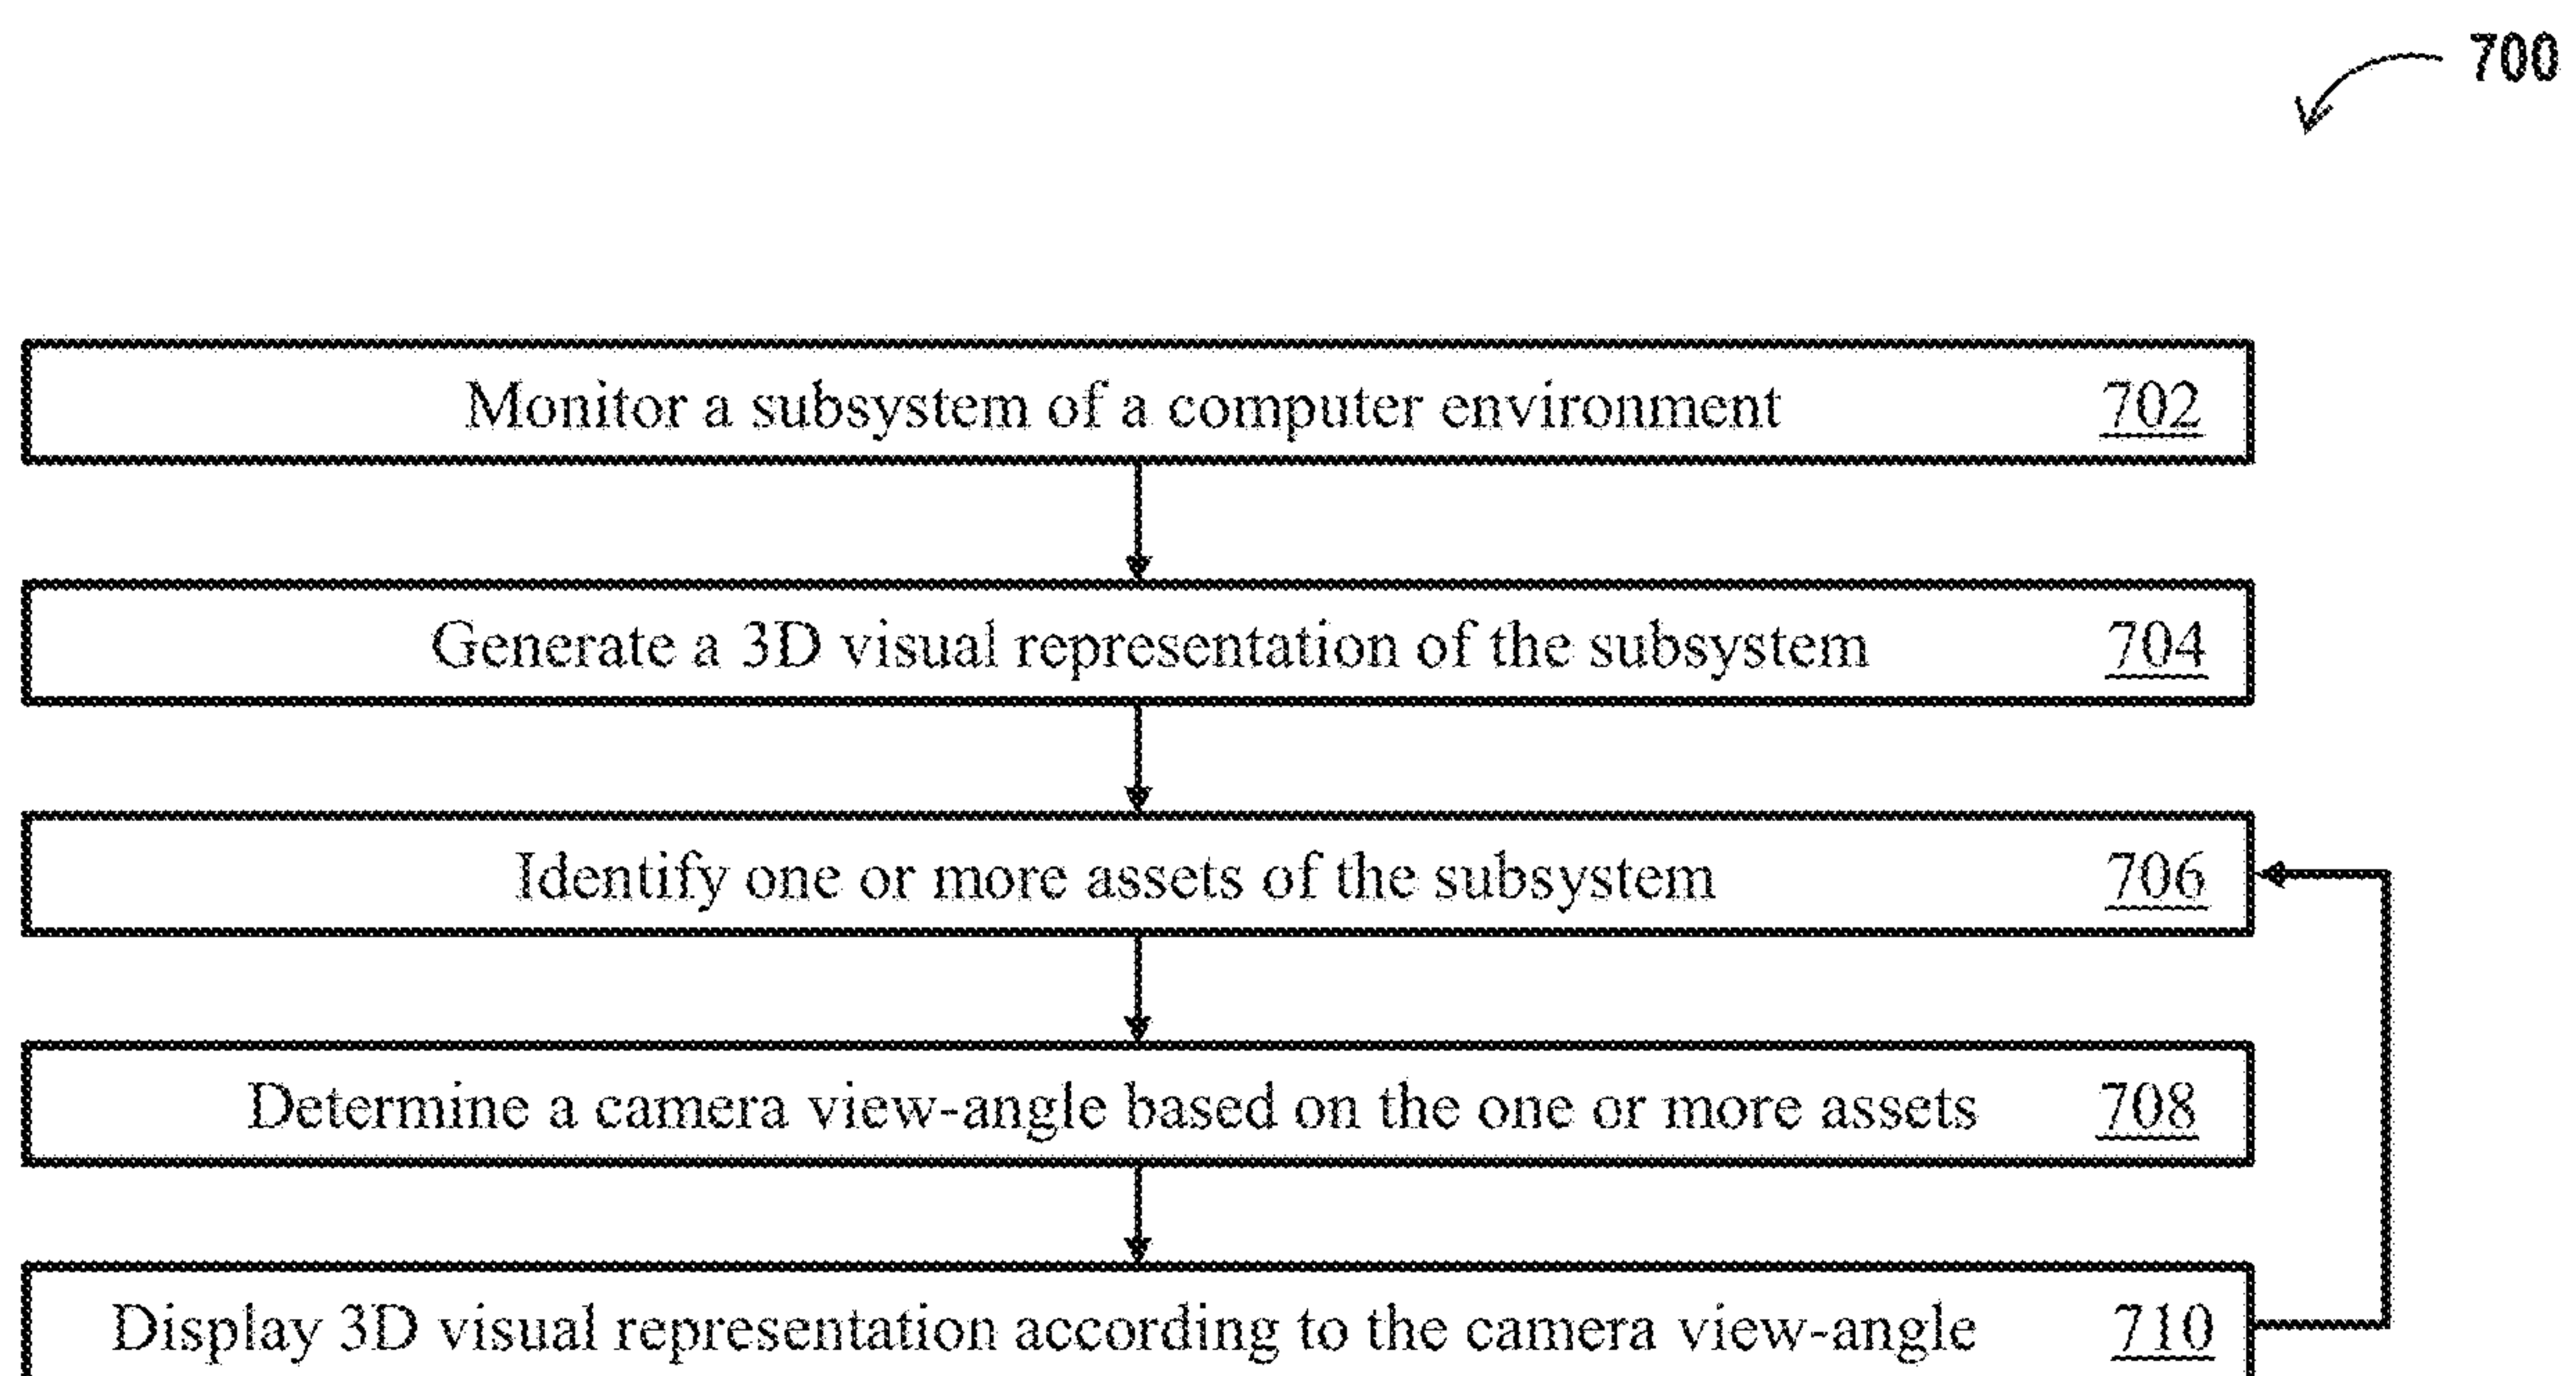 700
Monitor a subsystem of a computer environment 702
Generate a 3D visual representation of the subsystem 704
Identify one or more assets of the subsystem 706
Determine a camera view-angle based on the one or more assets 708
Display 3D visual representation according to the camera view-angle 710